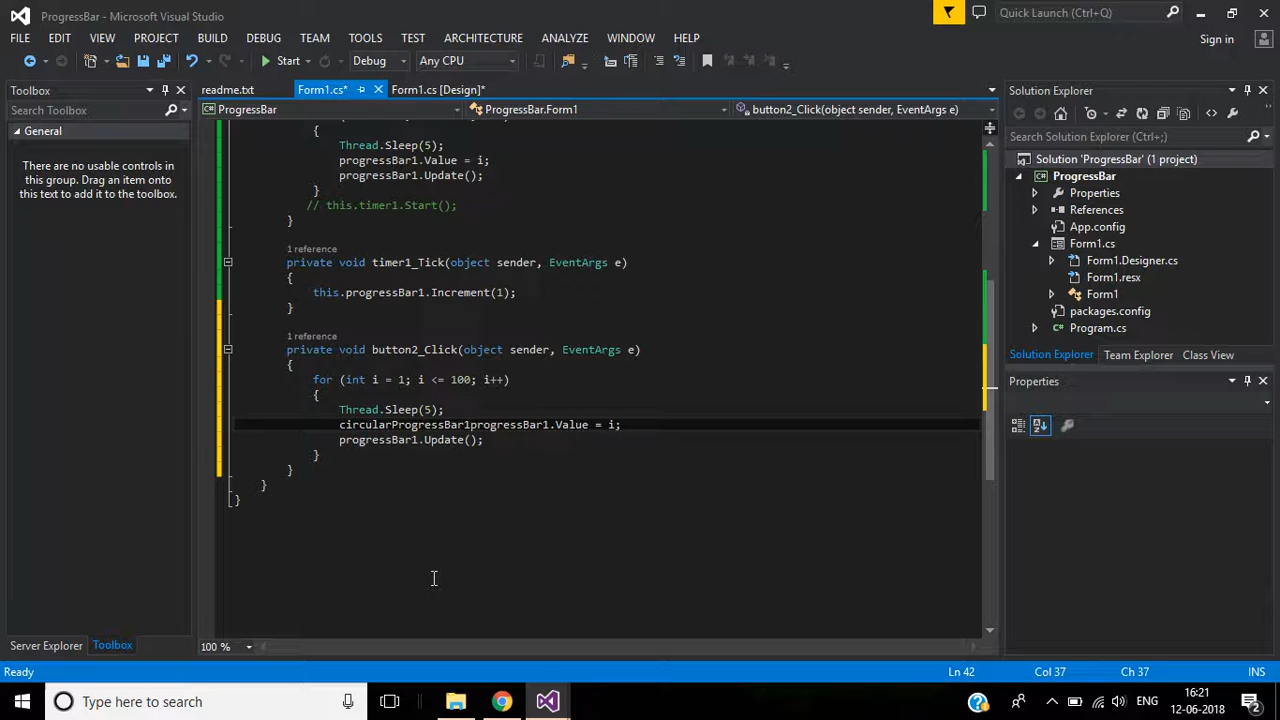 ProgressBar - Microsoft Visual Studio
Quick Launch (Ctrl+Q)
FILE EDIT VIEW PROJECT BUILD DEBUG TEAM TOOLS TEST ARCHITECTURE ANALYZE WINDOW HELP
Sign in
Start Debug Any CPU
Toolbox
Search Toolbox
General
There are no usable controls in
this group. Drag an item onto
this text to add it to the toolbox.
Server Explorer Toolbox
readme.txt Form1.cs* Form1.cs [Design]*
ProgressBar ProgressBar.Form1 button2_Click(object sender, EventArgs e)
{
Thread.Sleep(5);
progressBar1.Value = i;
progressBar1.Update();
}
// this.timer1.Start();
}
1 reference
private void timer1_Tick(object sender, EventArgs e)
{
this.progressBar1.Increment(1);
}
1 reference
private void button2_Click(object sender, EventArgs e)
{
for (int i = 1; i <= 100; i++)
{
Thread.Sleep(5);
circularProgressBar1progressBar1.Value = i;
progressBar1.Update();
}
}
}
}
100 %
Solution Explorer
Search Solution Explorer (Ctrl+;)
Solution 'ProgressBar' (1 project)
ProgressBar
Properties
References
App.config
Form1.cs
Form1.Designer.cs
Form1.resx
Form1
packages.config
Program.cs
Solution Explorer Team Explorer Class View
Properties
Ready Ln 42 Col 37 Ch 37 INS
Type here to search
ENG
16:21
12-06-2018
2